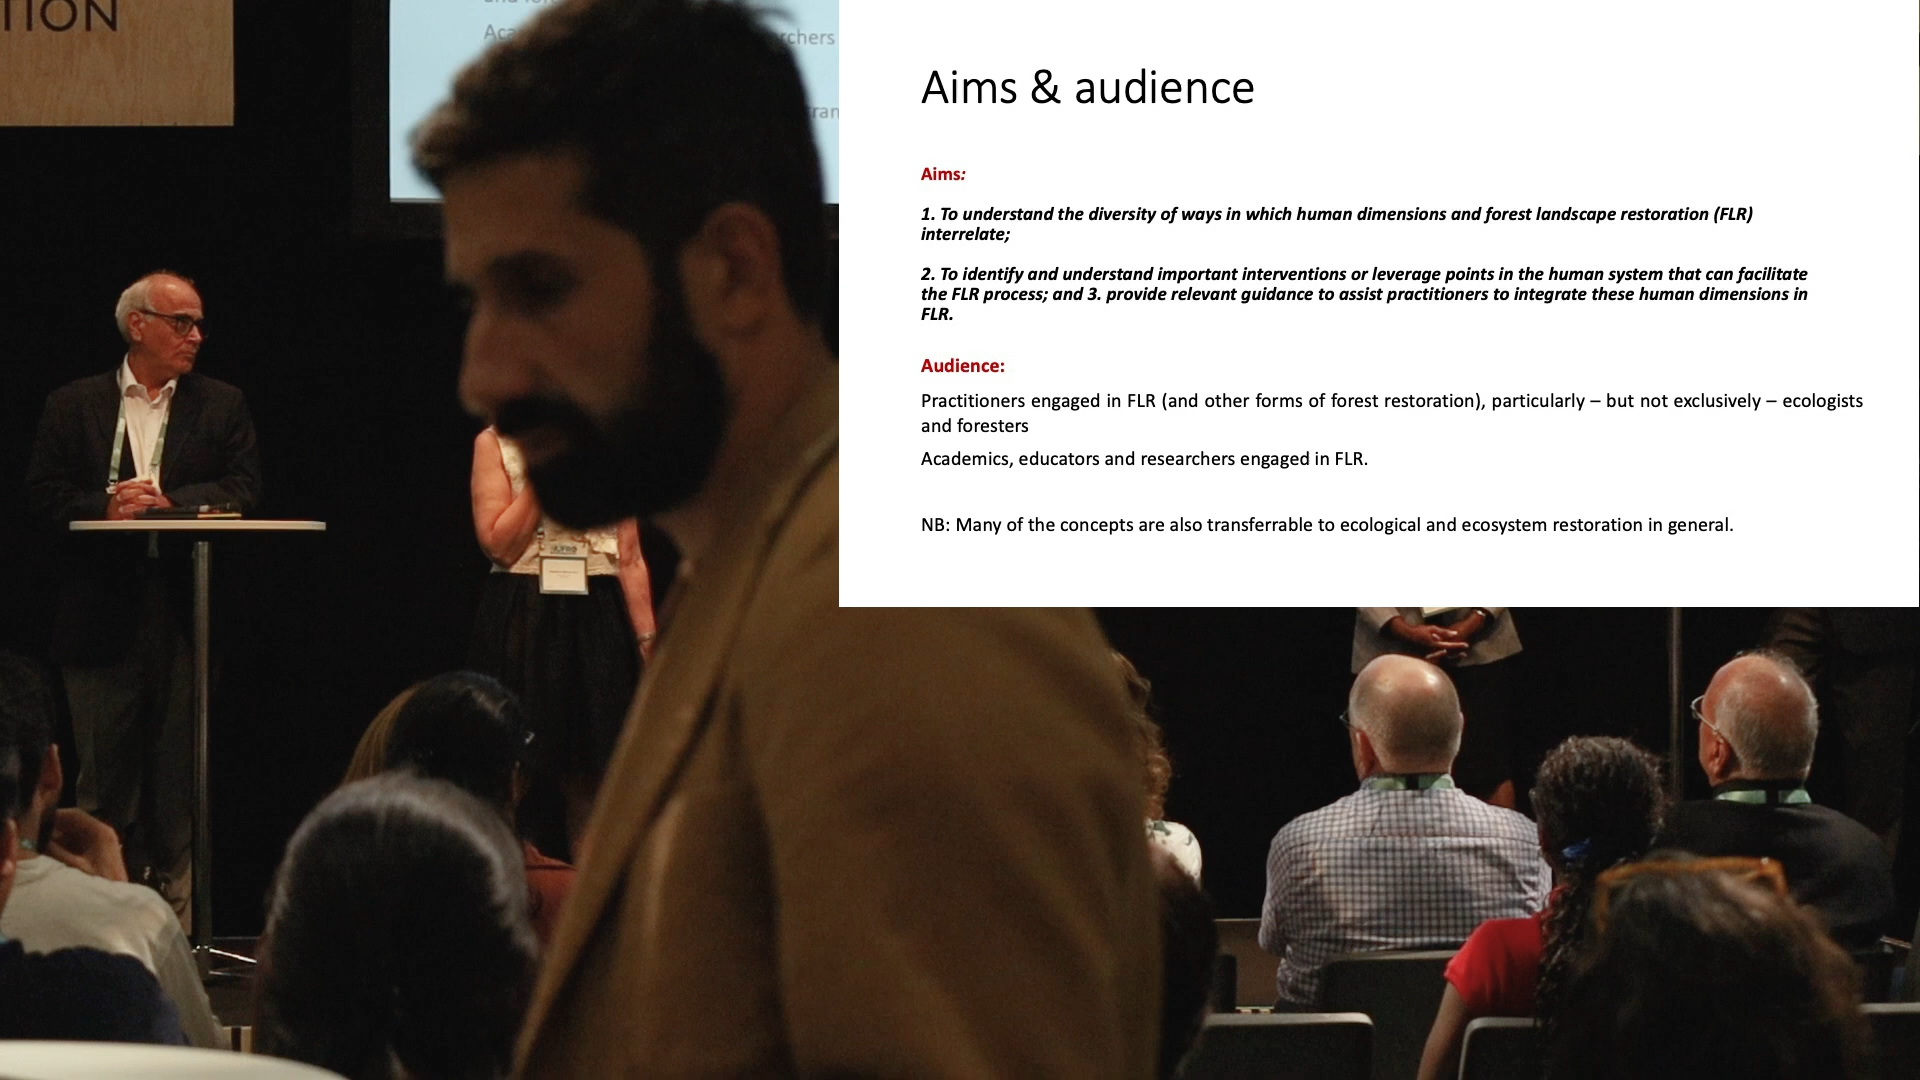 TION
Aca
rchers
ran
Aims & audience
Aims:
1. To understand the diversity of ways in which human dimensions and forest landscape restoration (FLR)
interrelate;
2. To identify and understand important interventions or leverage points in the human system that can facilitate
the FLR process; and 3. provide relevant guidance to assist practitioners to integrate these human dimensions in
FLR.
Audience:
Practitioners engaged in FLR (and other forms of forest restoration), particularly – but not exclusively – ecologists
and foresters
Academics, educators and researchers engaged in FLR.
NB: Many of the concepts are also transferrable to ecological and ecosystem restoration in general.